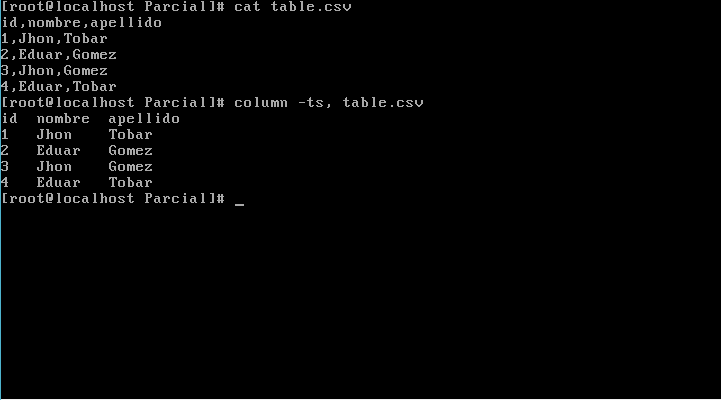 [root@localhost Parcial]# cat table.csv
id,nombre,apellido
1,Jhon,Tobar
2,Eduar,Gomez
3,Jhon,Gomez
4,Eduar,Tobar
[root@localhost Parcial]# column -ts, table.csv
id  nombre  apellido
1   Jhon    Tobar
2   Eduar   Gomez
3   Jhon    Gomez
4   Eduar   Tobar
[root@localhost Parcial]# _